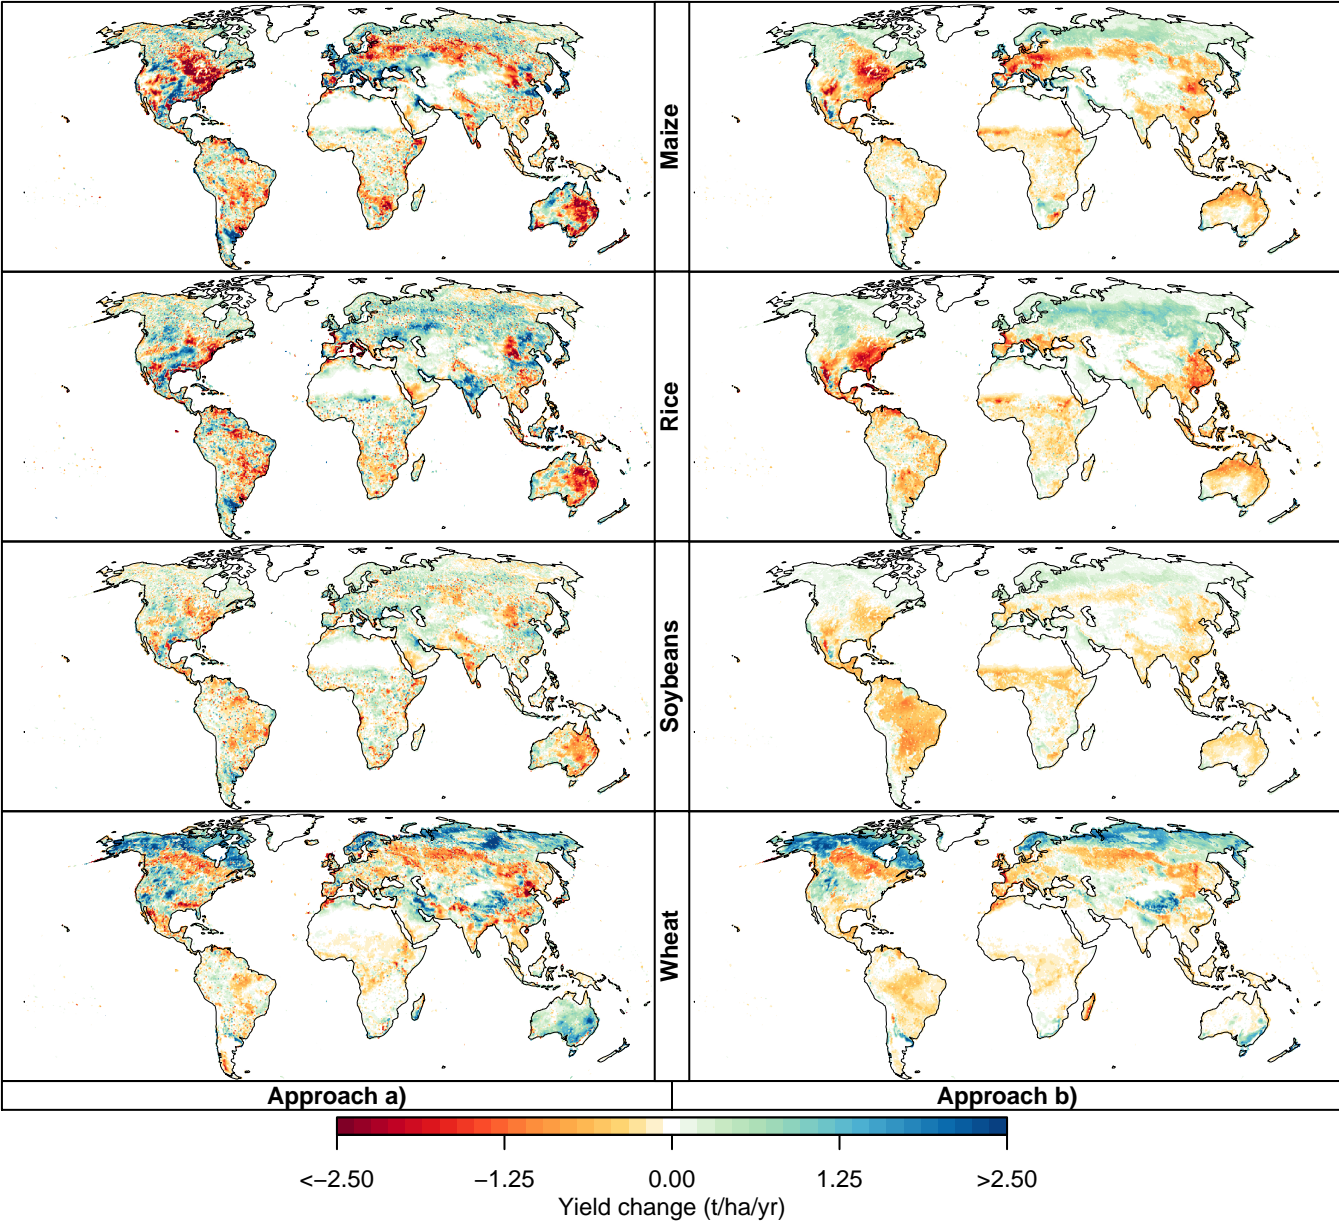 Maize
Rice
Soybeans
Wheat
Approach a)
Approach b)
<−2.50
−1.25
0.00
1.25
>2.50
Yield change (t/ha/yr)